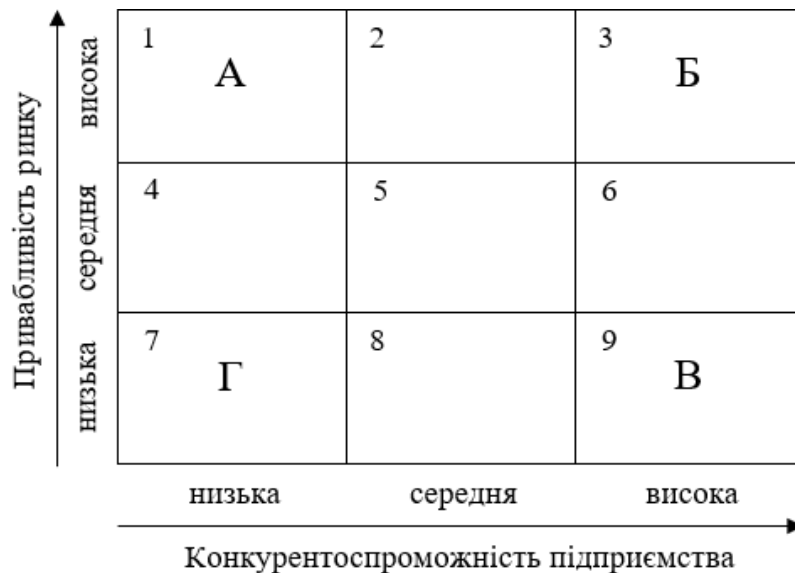 Привабливість ринку
висока
середня
низька
1
А
2
3
Б
4
5
6
7
Г
8
9
В
низька
середня
висока
Конкурентоспроможність підприємства